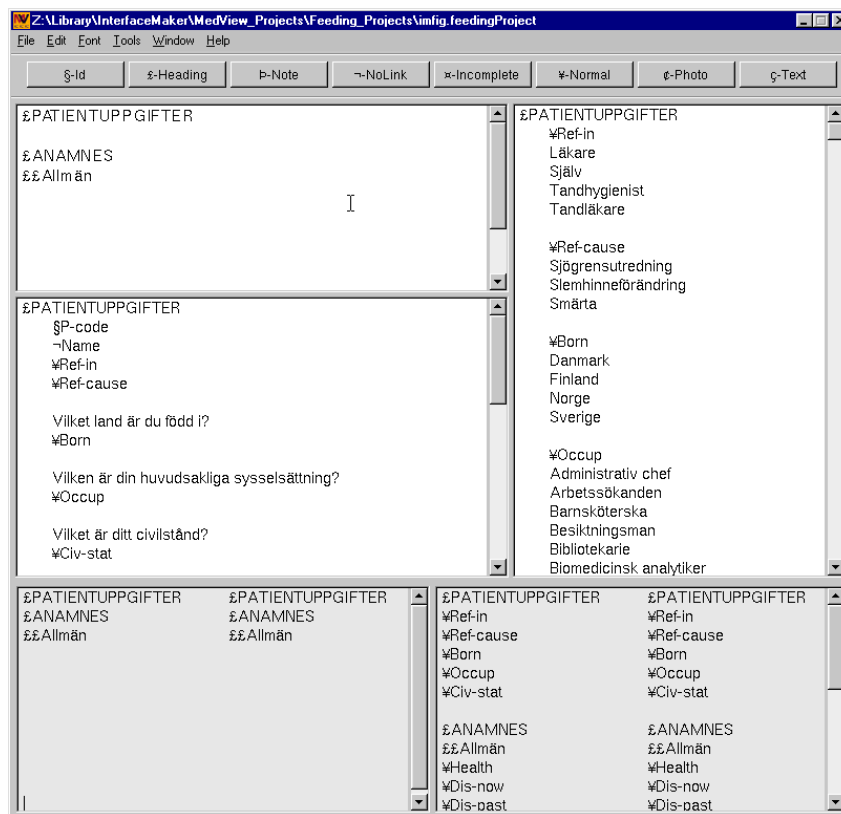 Z:\Library\InterfaceMaker\MedView_Projects\Feeding_Projects\imfig.feedingProject
File Edit Font Tools Window Help
§-Id £-Heading Þ-Note ¬-NoLink ¤-Incomplete ¥-Normal ¢-Photo ç-Text
£PATIENTUPPGIFTER
£ANAMNES
££Allmän
£PATIENTUPPGIFTER
§P-code
¬Name
¥Ref-in
¥Ref-cause
Vilket land är du född i?
¥Born
Vilken är din huvudsakliga sysselsättning?
¥Occup
Vilket är ditt civilstånd?
¥Civ-stat
£PATIENTUPPGIFTER
¥Ref-in
Läkare
Själv
Tandhygienist
Tandläkare
¥Ref-cause
Sjögrensutredning
Slemhinneförändring
Smärta
¥Born
Danmark
Finland
Norge
Sverige
¥Occup
Administrativ chef
Arbetssökanden
Barnsköterska
Besiktningsman
Bibliotekarie
Biomedicinsk analytiker
£PATIENTUPPGIFTER £PATIENTUPPGIFTER
£ANAMNES £ANAMNES
££Allmän ££Allmän
£PATIENTUPPGIFTER £PATIENTUPPGIFTER
¥Ref-in ¥Ref-in
¥Ref-cause ¥Ref-cause
¥Born ¥Born
¥Occup ¥Occup
¥Civ-stat ¥Civ-stat
£ANAMNES £ANAMNES
££Allmän ££Allmän
¥Health ¥Health
¥Dis-now ¥Dis-now
¥Dis-past ¥Dis-past